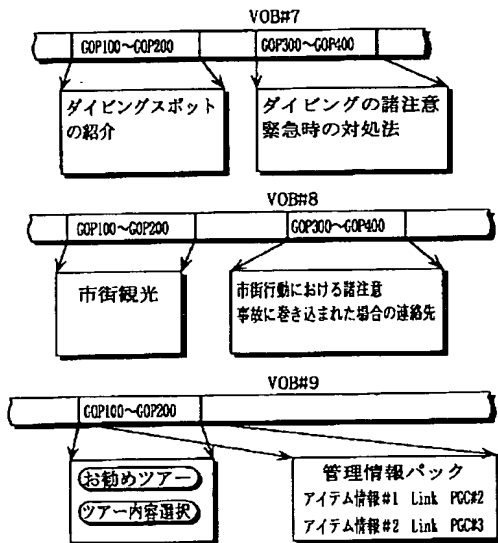 VOB#7
GOP100〜GOP200
GOP300〜GOP400
ダイビングスポット
の紹介
ダイビングの諸注意
緊急時の対処法
VOB#8
GOP100〜GOP200
GOP300〜GOP400
市街観光
市街行動における諸注意
事故に巻き込まれた場合の連絡先
VOB#9
GOP100〜GOP200
お勧めツアー
ツアー内容選択
管理情報パック
アイテム情報#1 Link PGC#2
アイテム情報#2 Link PGC#3